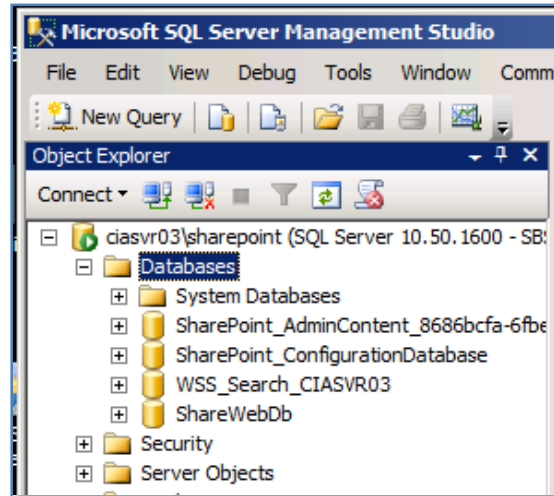 Microsoft SQL Server Management Studio
File Edit View Debug Tools Window Comm
New Query
Object Explorer
Connect
ciasvr03\sharepoint (SQL Server 10.50.1600 - SBS
Databases
System Databases
SharePoint_AdminContent_8686bcfa-6fbe
SharePoint_ConfigurationDatabase
WSS_Search_CIASVR03
ShareWebDb
Security
Server Objects